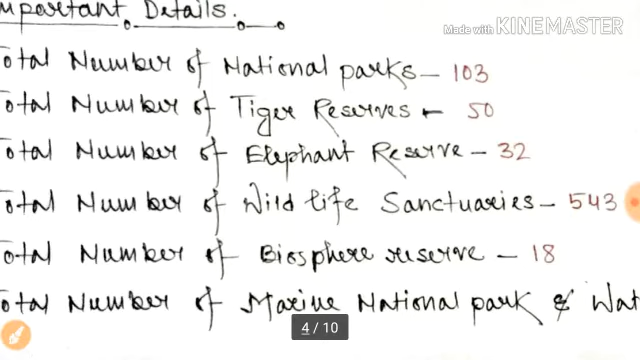 mportant Details.
Made with KINEMASTER
Total Number of National parks - 103
Total Number of Tiger Reserves - 50
Total Number of Elephant Reserve - 32
Total Number of Wild life Sanctuaries - 543
Total Number of Biosphere reserve - 18
Total Number of Marine National park & Wat
4 / 10